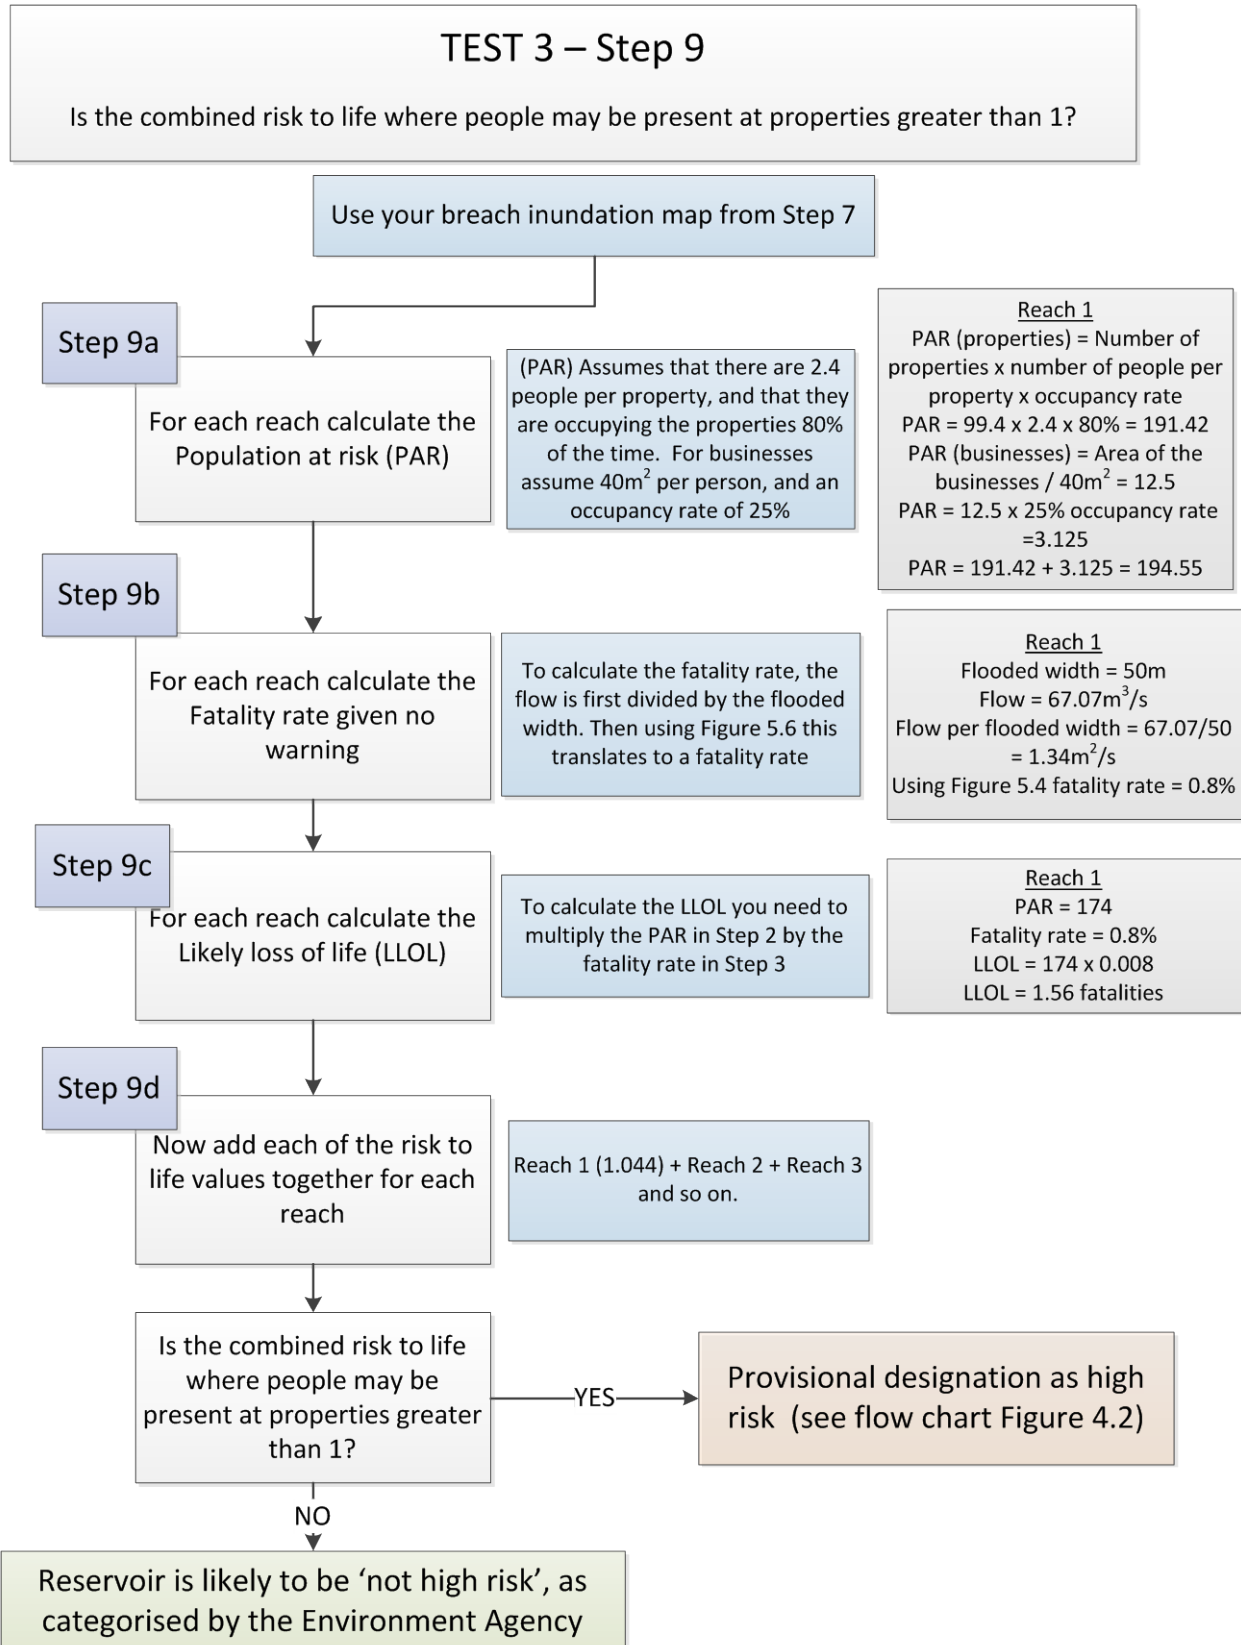 TEST 3 – Step 9
Is the combined risk to life where people may be present at properties greater than 1?
Use your breach inundation map from Step 7
Step 9a
For each reach calculate the
Population at risk (PAR)
(PAR) Assumes that there are 2.4
people per property, and that they
are occupying the properties 80%
of the time.  For businesses
assume 40m² per person, and an
occupancy rate of 25%
Reach 1
PAR (properties) = Number of
properties x number of people per
property x occupancy rate
PAR = 99.4 x 2.4 x 80% = 191.42
PAR (businesses) = Area of the
businesses / 40m² = 12.5
PAR = 12.5 x 25% occupancy rate
=3.125
PAR = 191.42 + 3.125 = 194.55
Step 9b
For each reach calculate the
Fatality rate given no
warning
To calculate the fatality rate, the
flow is first divided by the flooded
width. Then using Figure 5.6 this
translates to a fatality rate
Reach 1
Flooded width = 50m
Flow = 67.07m³/s
Flow per flooded width = 67.07/50
= 1.34m²/s
Using Figure 5.4 fatality rate = 0.8%
Step 9c
For each reach calculate the
Likely loss of life (LLOL)
To calculate the LLOL you need to
multiply the PAR in Step 2 by the
fatality rate in Step 3
Reach 1
PAR = 174
Fatality rate = 0.8%
LLOL = 174 x 0.008
LLOL = 1.56 fatalities
Step 9d
Now add each of the risk to
life values together for each
reach
Reach 1 (1.044) + Reach 2 + Reach 3
and so on.
Is the combined risk to life
where people may be
present at properties greater
than 1?
YES
Provisional designation as high
risk  (see flow chart Figure 4.2)
NO
Reservoir is likely to be ‘not high risk’, as
categorised by the Environment Agency